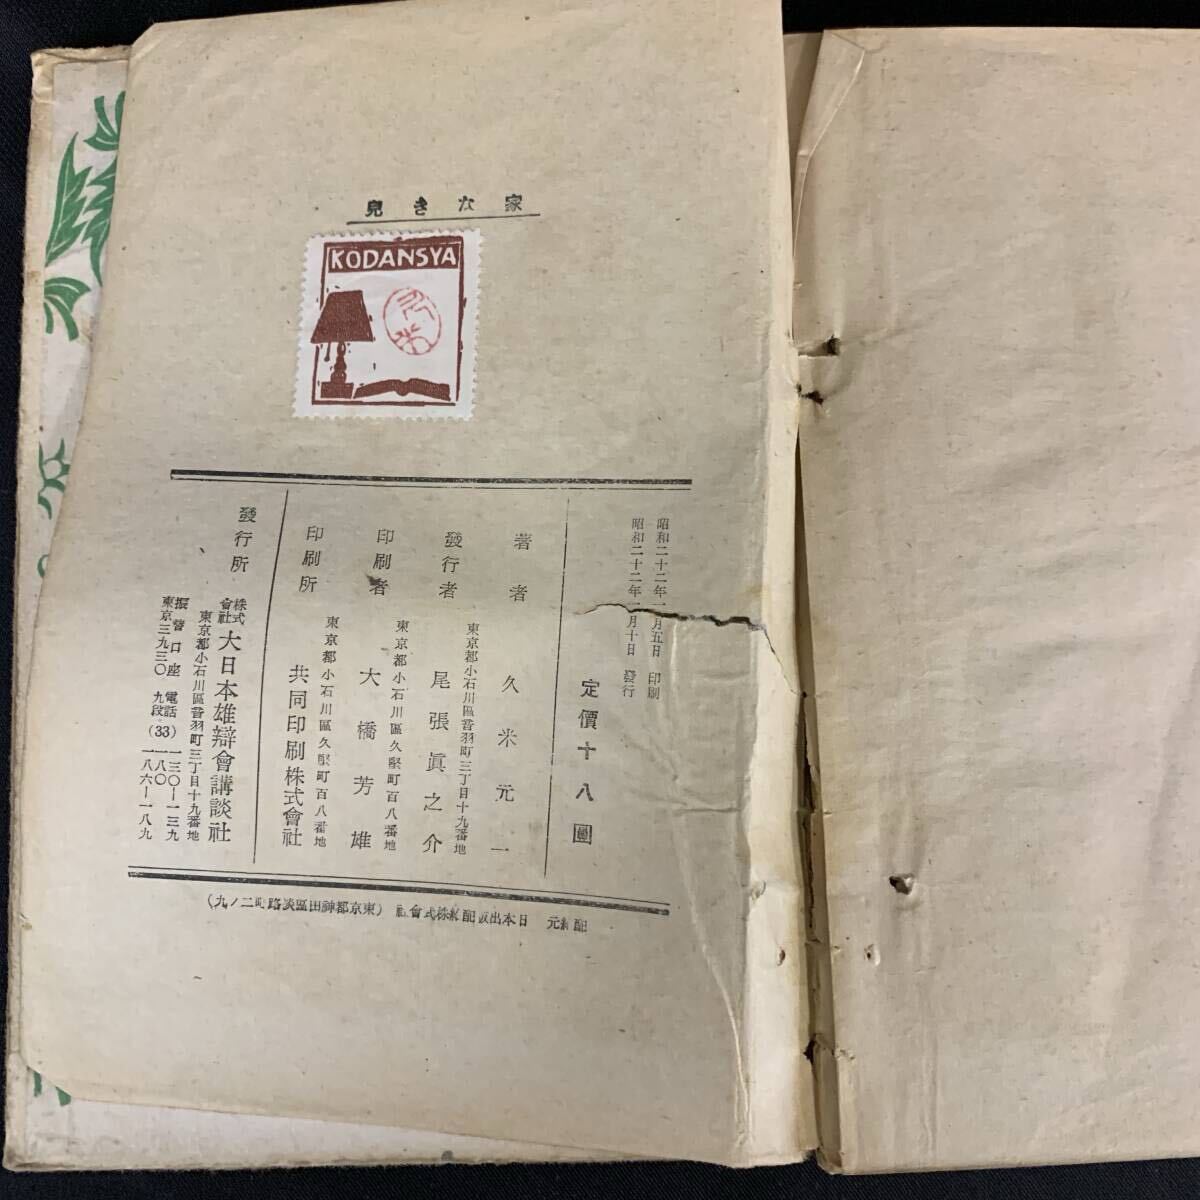 家なき兒
KODANSYA
久米
昭和二十二年一月五日 印刷
昭和二十二年一月十日 發行
定價十八圓
著者 久米元一
東京都小石川區音羽町三丁目十九番地
發行者 尾張眞之介
東京都小石川區久堅町百八番地
印刷者 大橋芳雄
東京都小石川區久堅町百八番地
印刷所 共同印刷株式會社
發行所 株式會社 大日本雄辯會講談社
東京都小石川區音羽町三丁目十九番地
電話 九段(33) 一三〇—一三九 一八〇 一八六—一八九
振替口座 東京三九三〇
配給元 日本出版配給株式會社 (東京都神田區淡路町二ノ九)